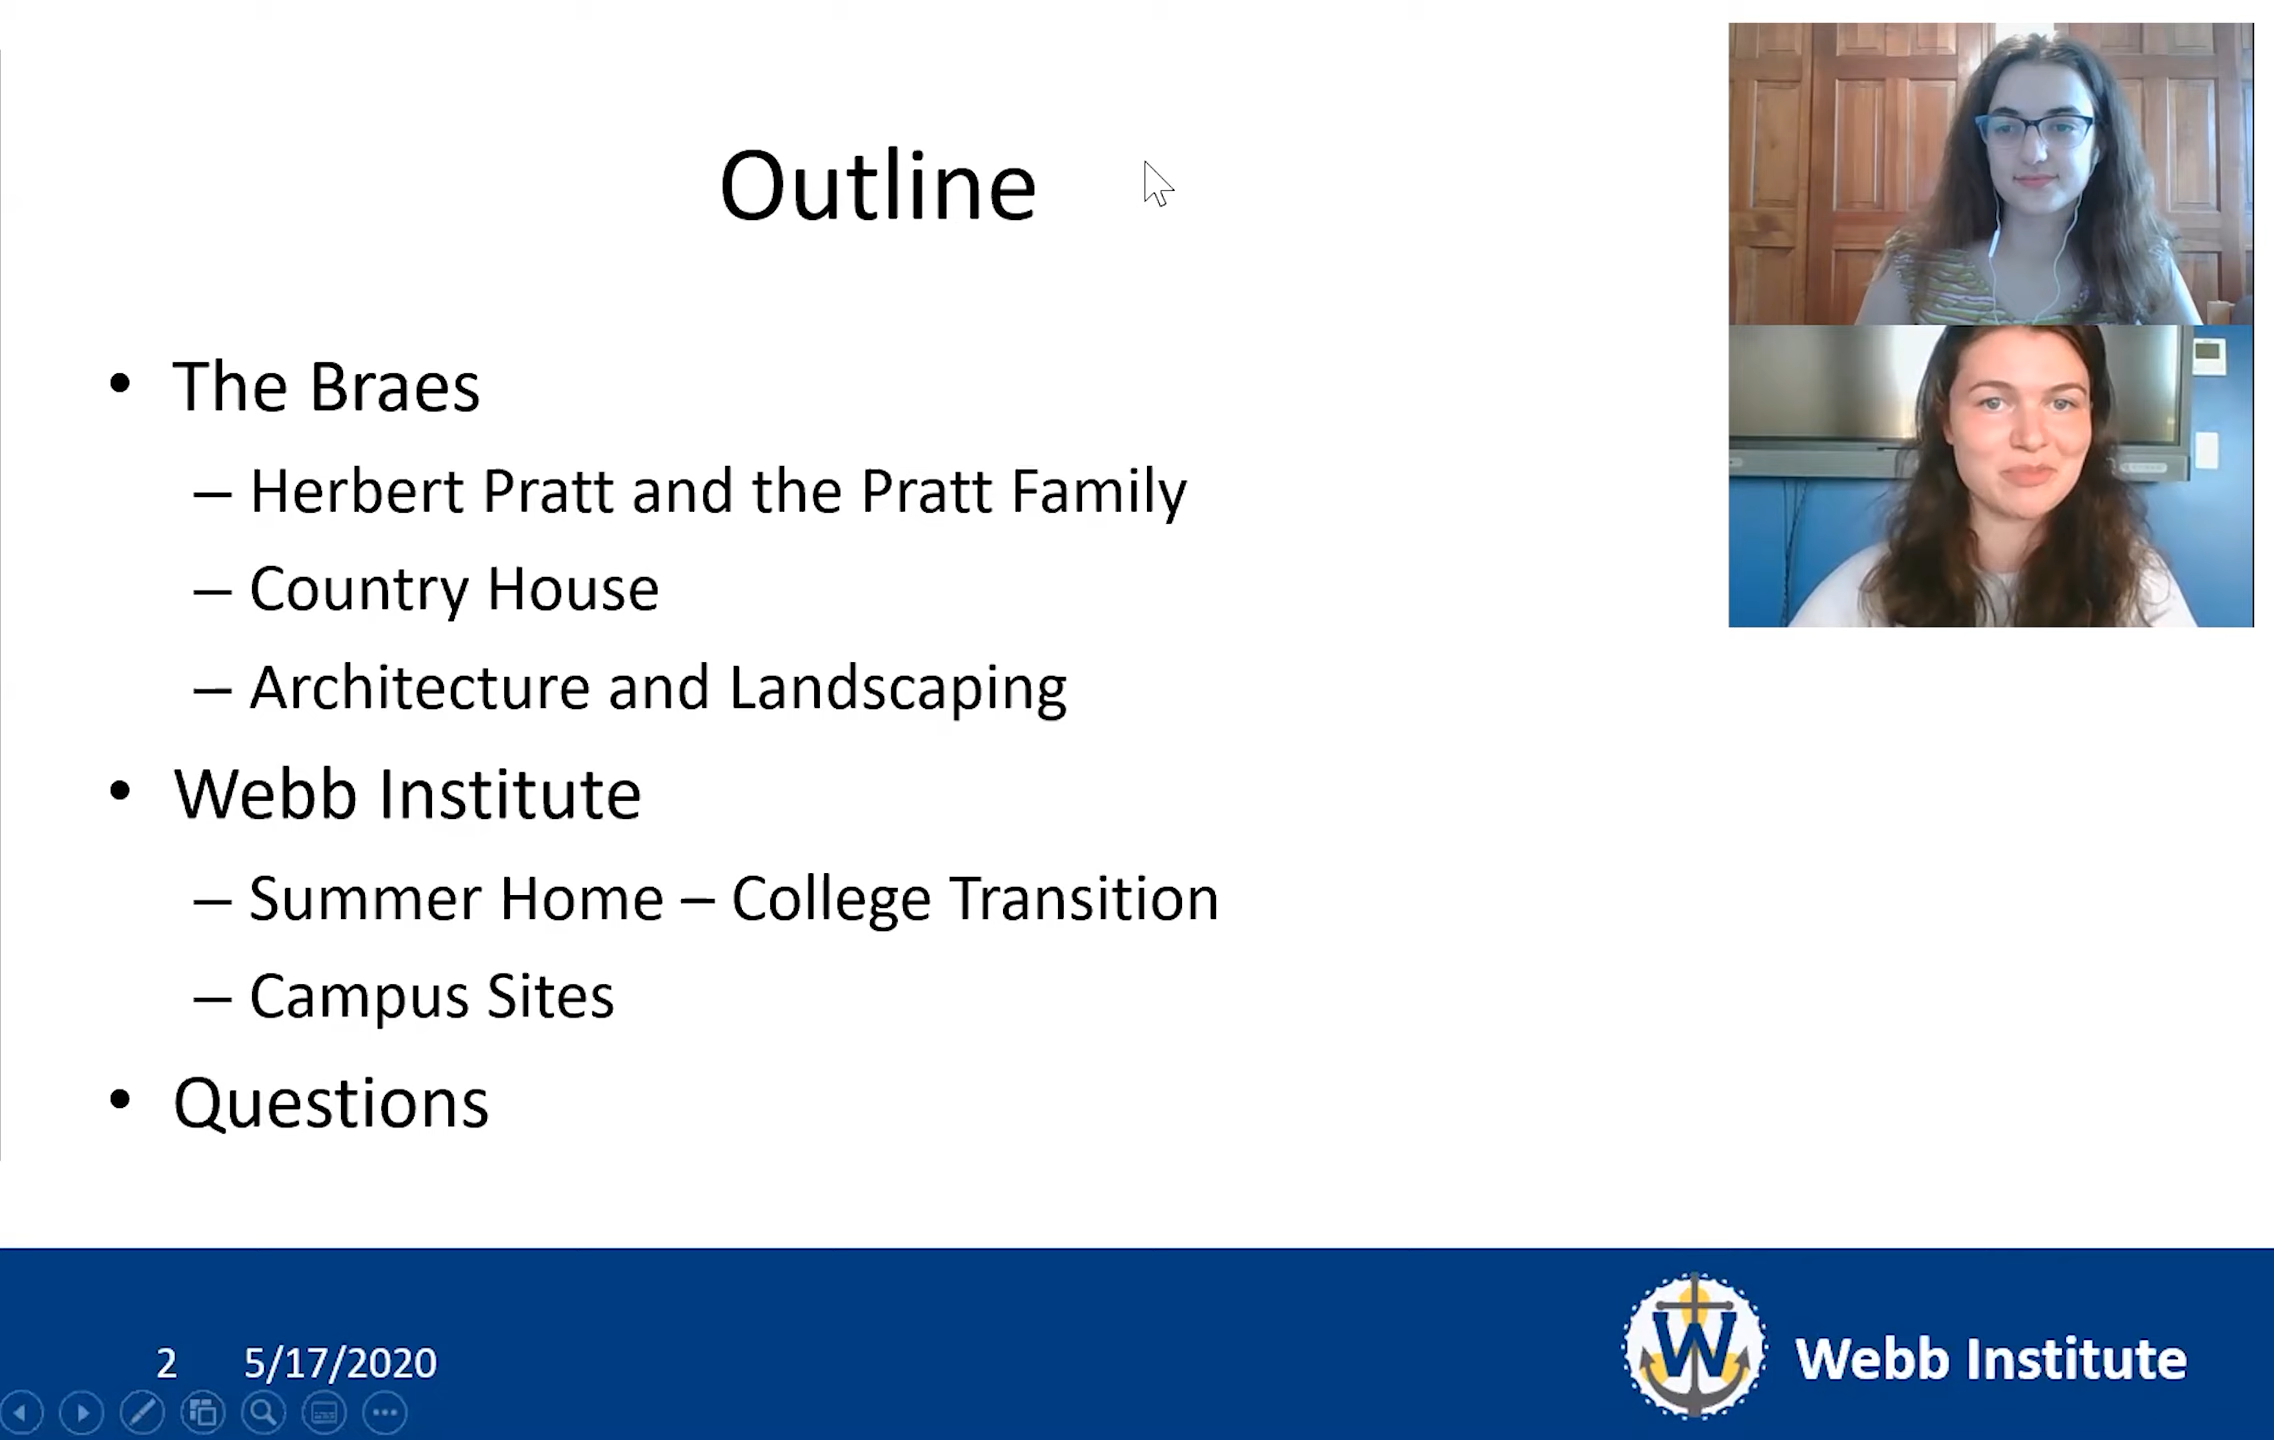 Outline
• The Braes
– Herbert Pratt and the Pratt Family
– Country House
– Architecture and Landscaping
• Webb Institute
– Summer Home – College Transition
– Campus Sites
• Questions
2 5/17/2020
W
Webb Institute